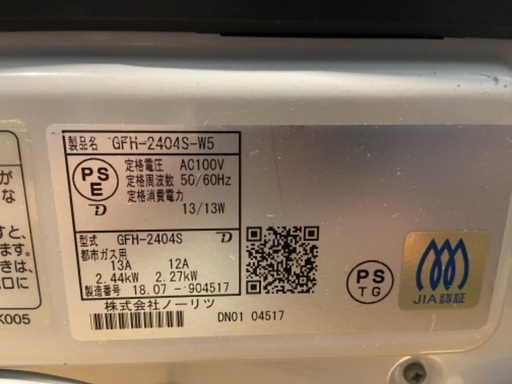 製品名 GFH-2404S-W5
PS
E
定格電圧 AC100V
定格周波数 50/60Hz
定格消費電力
13/13W
型式 GFH-2404S
都市ガス用
13A 12A
2.44kW 2.27kW
製造番号 18.07-904517
株式会社ノーリツ
DN01 04517
PS
TG
JIA認証
が
な
すと、
ます。
きは、
口に
K005